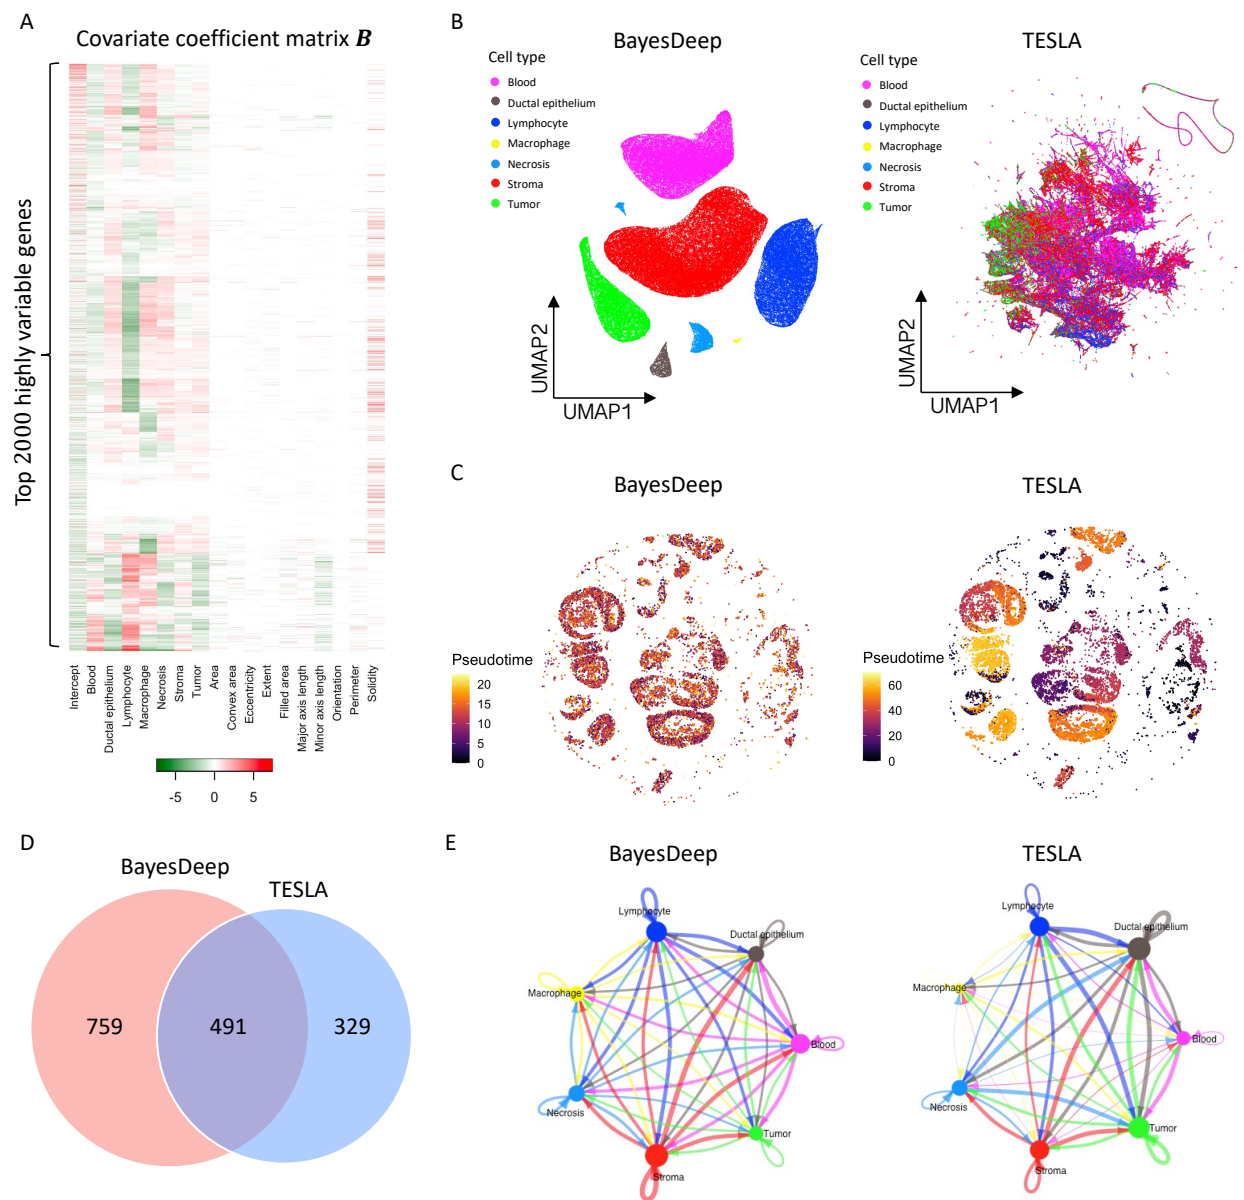 A
Covariate coefficient matrix B
Top 2000 highly variable genes
Intercept
Blood
Ductal epithelium
Lymphocyte
Macrophage
Necrosis
Stroma
Tumor
Area
Convex area
Eccentricity
Extent
Filled area
Major axis length
Minor axis length
Orientation
Perimeter
Solidity
-5 0 5
B
BayesDeep
Cell type
Blood
Ductal epithelium
Lymphocyte
Macrophage
Necrosis
Stroma
Tumor
UMAP2
UMAP1
TESLA
Cell type
Blood
Ductal epithelium
Lymphocyte
Macrophage
Necrosis
Stroma
Tumor
UMAP2
UMAP1
C
BayesDeep
Pseudotime
20
15
10
5
0
TESLA
Pseudotime
60
40
20
0
D
BayesDeep
TESLA
759 491 329
E
BayesDeep
Lymphocyte
Ductal epithelium
Macrophage
Blood
Necrosis
Tumor
Stroma
TESLA
Lymphocyte
Ductal epithelium
Macrophage
Blood
Necrosis
Tumor
Stroma